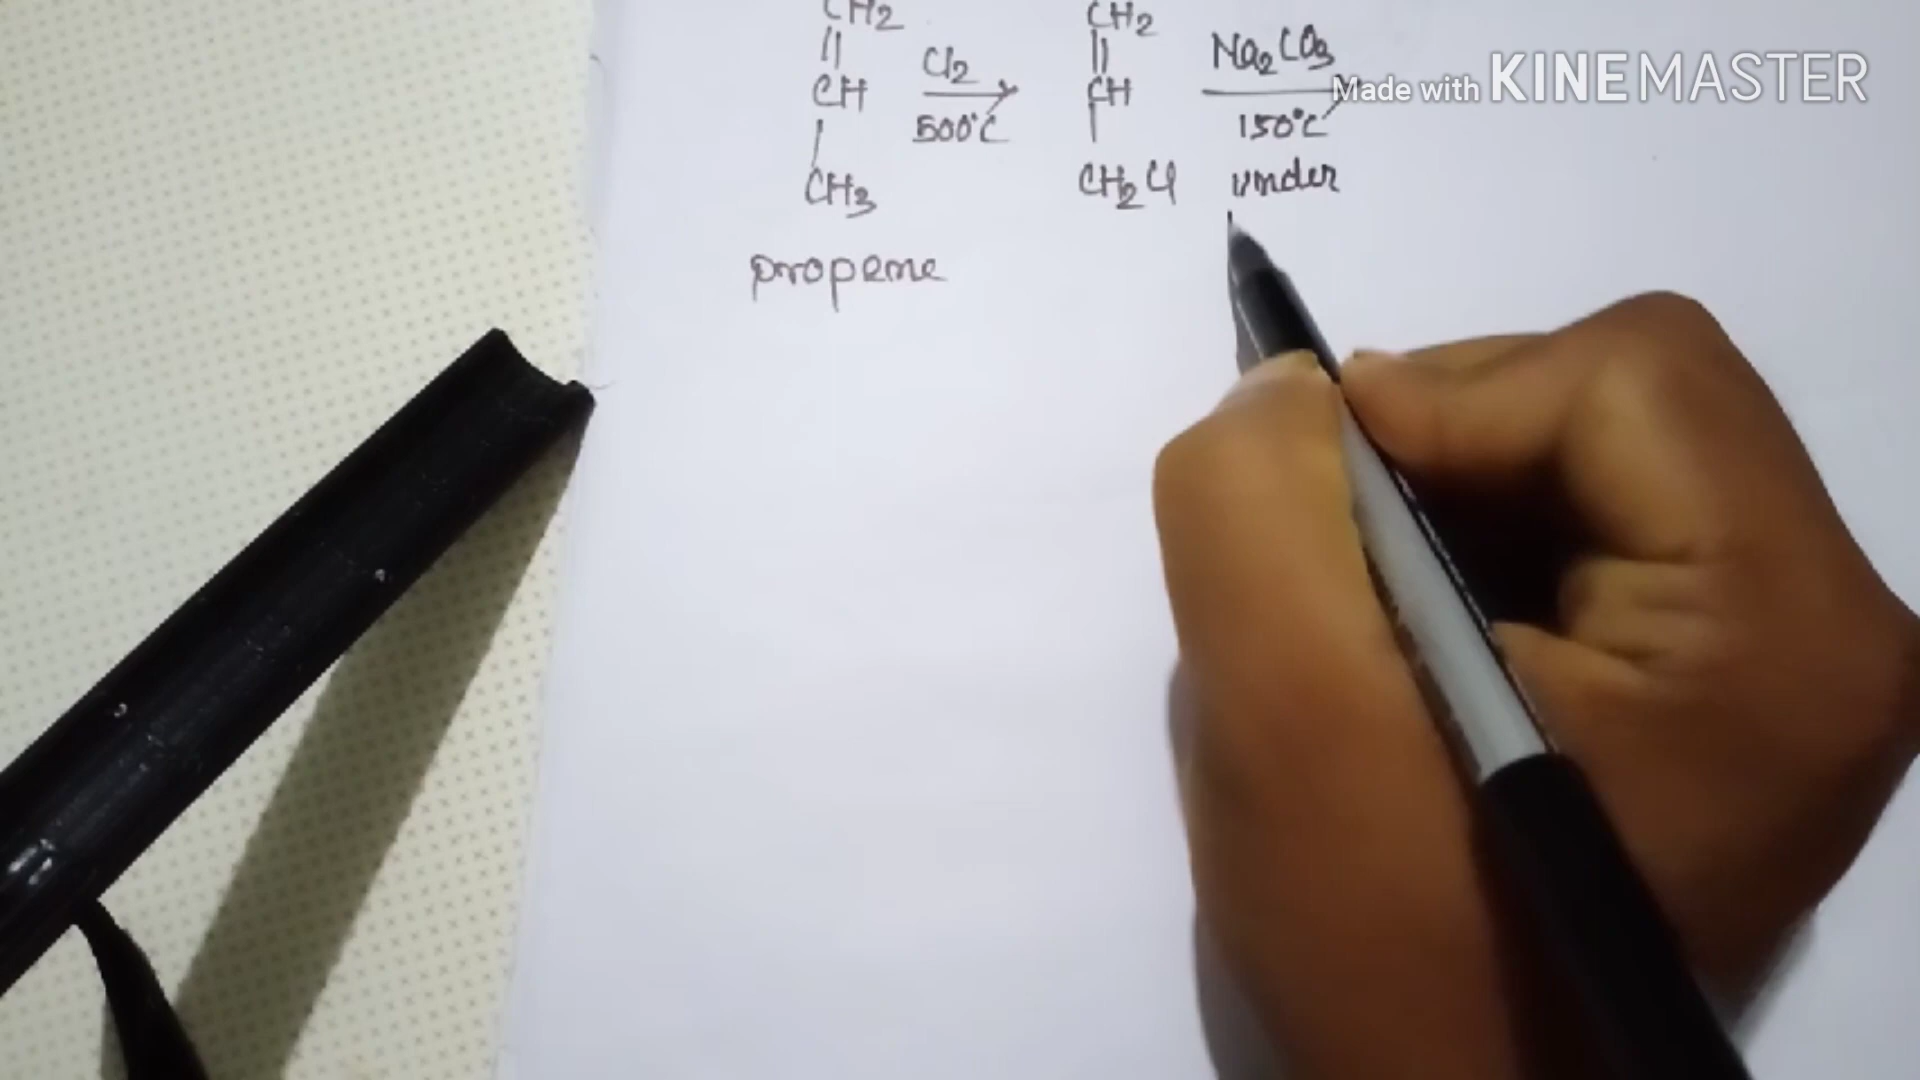 CH2 CH2
|| Cl2 || Na2CO3
CH → CH → Made with KINEMASTER
| 500°C | 150°C
CH3 CH2Cl under
propene